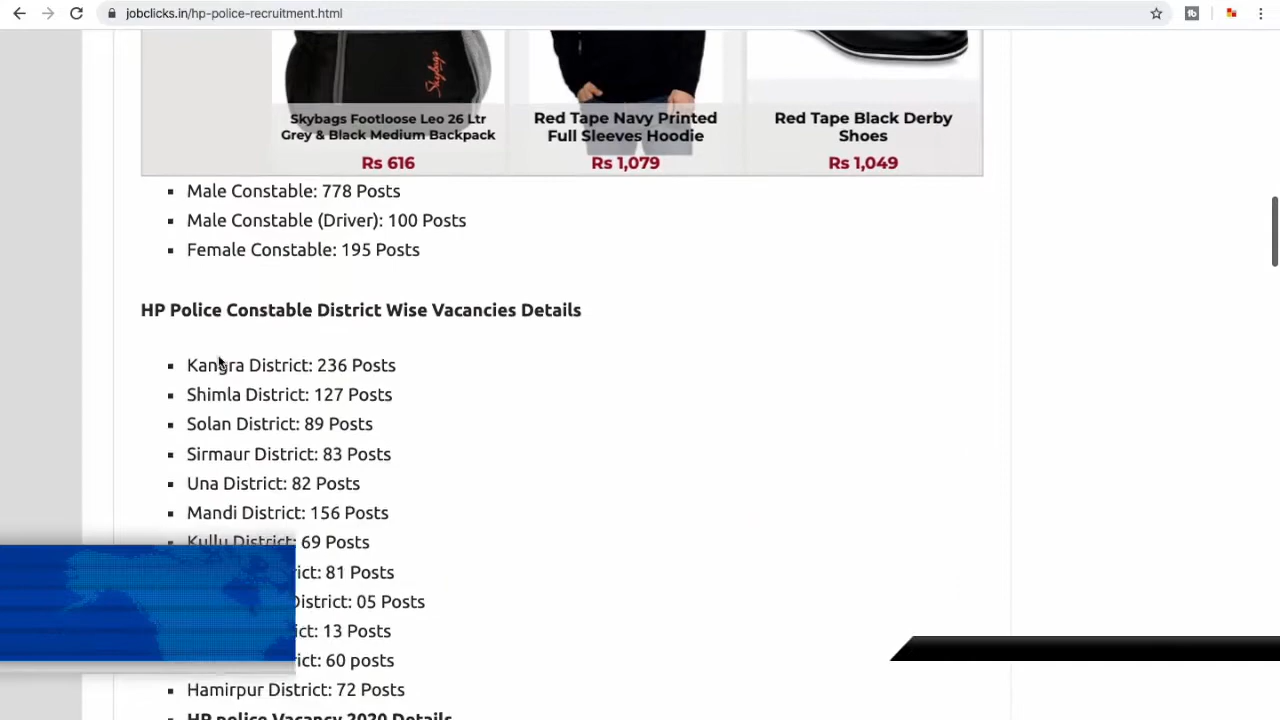 jobclicks.in/hp-police-recruitment.html
Skybags
Skybags Footloose Leo 26 Ltr
Grey & Black Medium Backpack
Rs 616
Red Tape Navy Printed
Full Sleeves Hoodie
Rs 1,079
Red Tape Black Derby
Shoes
Rs 1,049
Male Constable: 778 Posts
Male Constable (Driver): 100 Posts
Female Constable: 195 Posts
HP Police Constable District Wise Vacancies Details
Kangra District: 236 Posts
Shimla District: 127 Posts
Solan District: 89 Posts
Sirmaur District: 83 Posts
Una District: 82 Posts
Mandi District: 156 Posts
Kullu District: 69 Posts
: 81 Posts
District: 05 Posts
: 13 Posts
: 60 posts
Hamirpur District: 72 Posts
HP police Vacancy 2020 Details